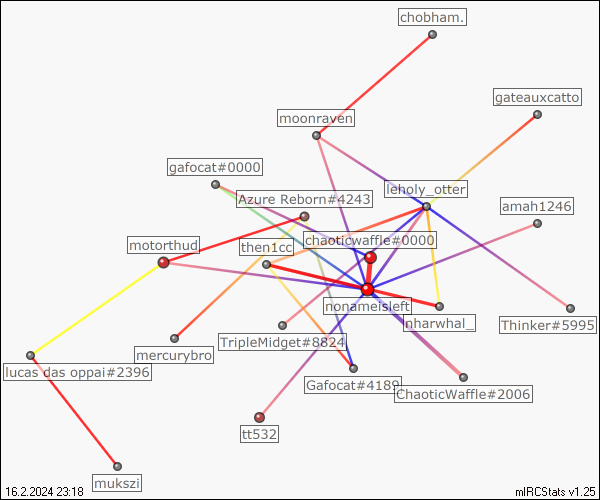 chobham.
gateauxcatto
moonraven
gafocat#0000
leholy_otter
Azure Reborn#4243
amah1246
motorthud
then1cc
chaoticwaffle#0000
nonameisleft
nharwhal_
Thinker#5995
TripleMidget#8824
mercurybro
lucas das oppai#2396
Gafocat#4189
ChaoticWaffle#2006
tt532
mukszi
16.2.2024 23:18
mIRCStats v1.25